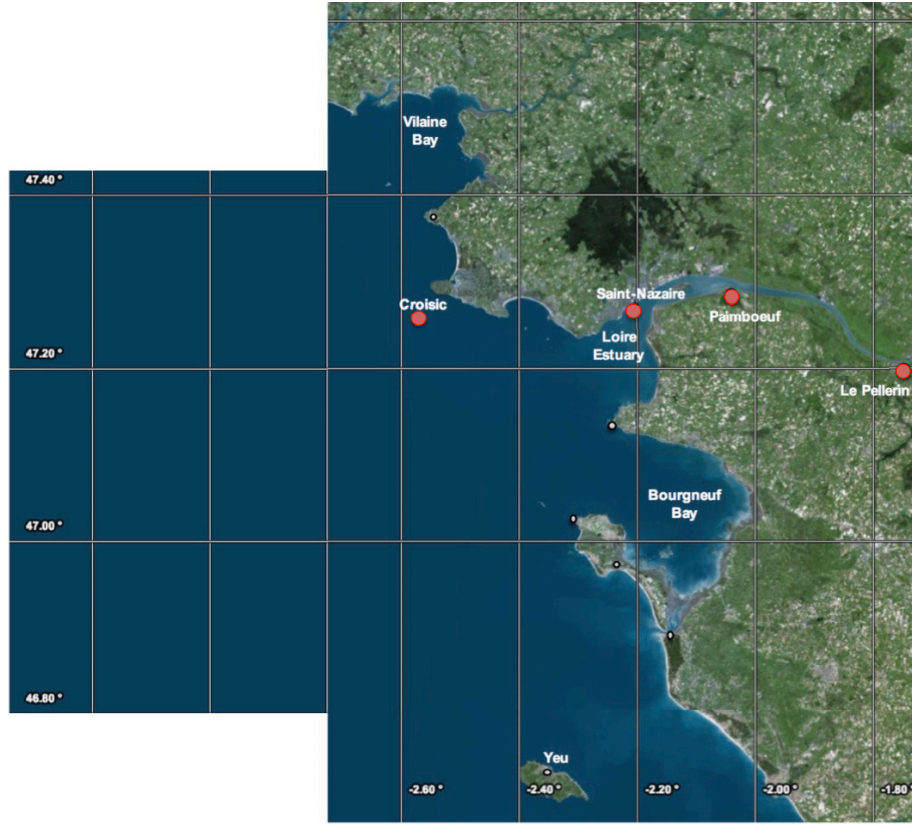 Vilaine
Bay
47.40 °
Croisic
Saint-Nazaire
Paimboeuf
Loire
Estuary
47.20 °
Le Pellerin
Bourgneuf
Bay
47.00 °
46.80 °
Yeu
-2.60 °
-2.40 °
-2.20 °
-2.00 °
-1.80 °